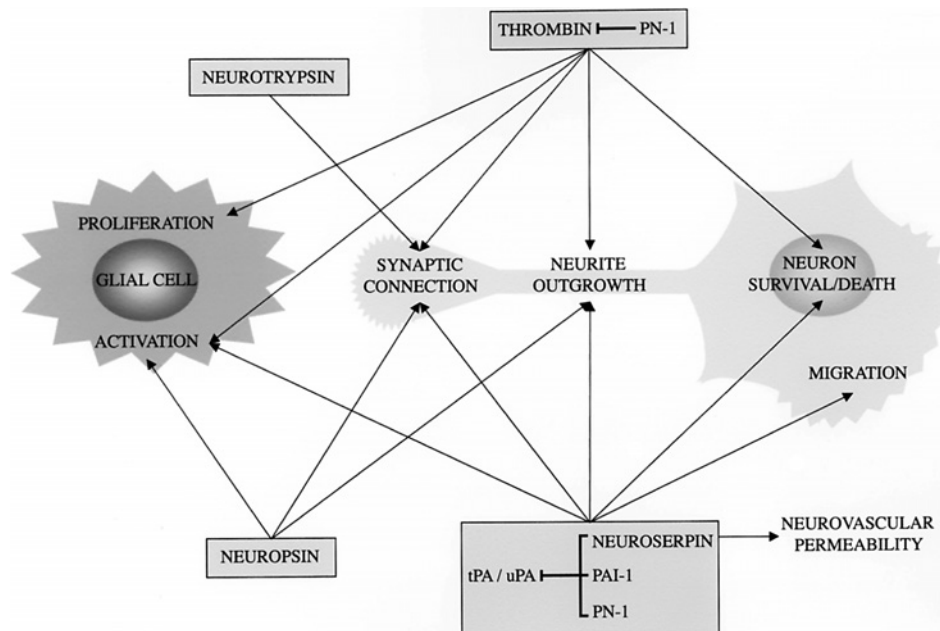 THROMBIN PN-1
NEUROTRYPSIN
PROLIFERATION
GLIAL CELL
ACTIVATION
SYNAPTIC
CONNECTION
NEURITE
OUTGROWTH
NEURON
SURVIVAL/DEATH
MIGRATION
NEUROPSIN
NEUROSERPIN
tPA / uPA PAI-1
PN-1
NEUROVASCULAR
PERMEABILITY